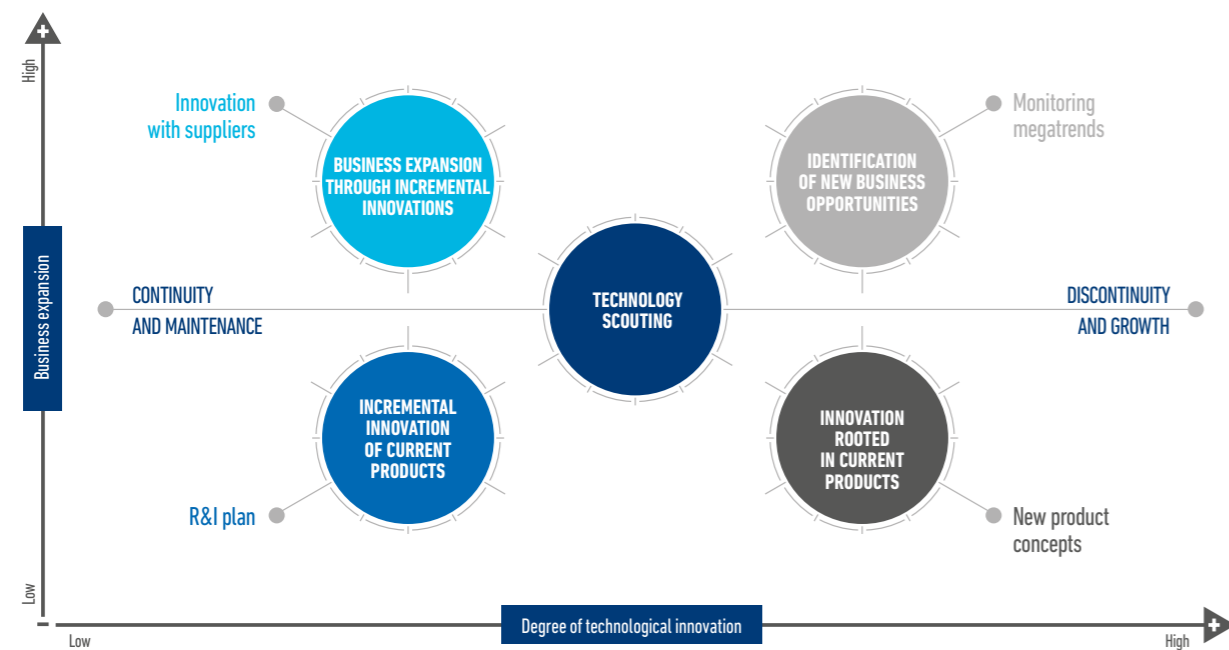 High
Innovation
with suppliers
BUSINESS EXPANSION
THROUGH INCREMENTAL
INNOVATIONS
IDENTIFICATION
OF NEW BUSINESS
OPPORTUNITIES
Monitoring
megatrends
Business expansion
CONTINUITY
AND MAINTENANCE
TECHNOLOGY
SCOUTING
DISCONTINUITY
AND GROWTH
INCREMENTAL
INNOVATION
OF CURRENT
PRODUCTS
R&I plan
INNOVATION
ROOTED
IN CURRENT
PRODUCTS
New product
concepts
Low
Low
Degree of technological innovation
High